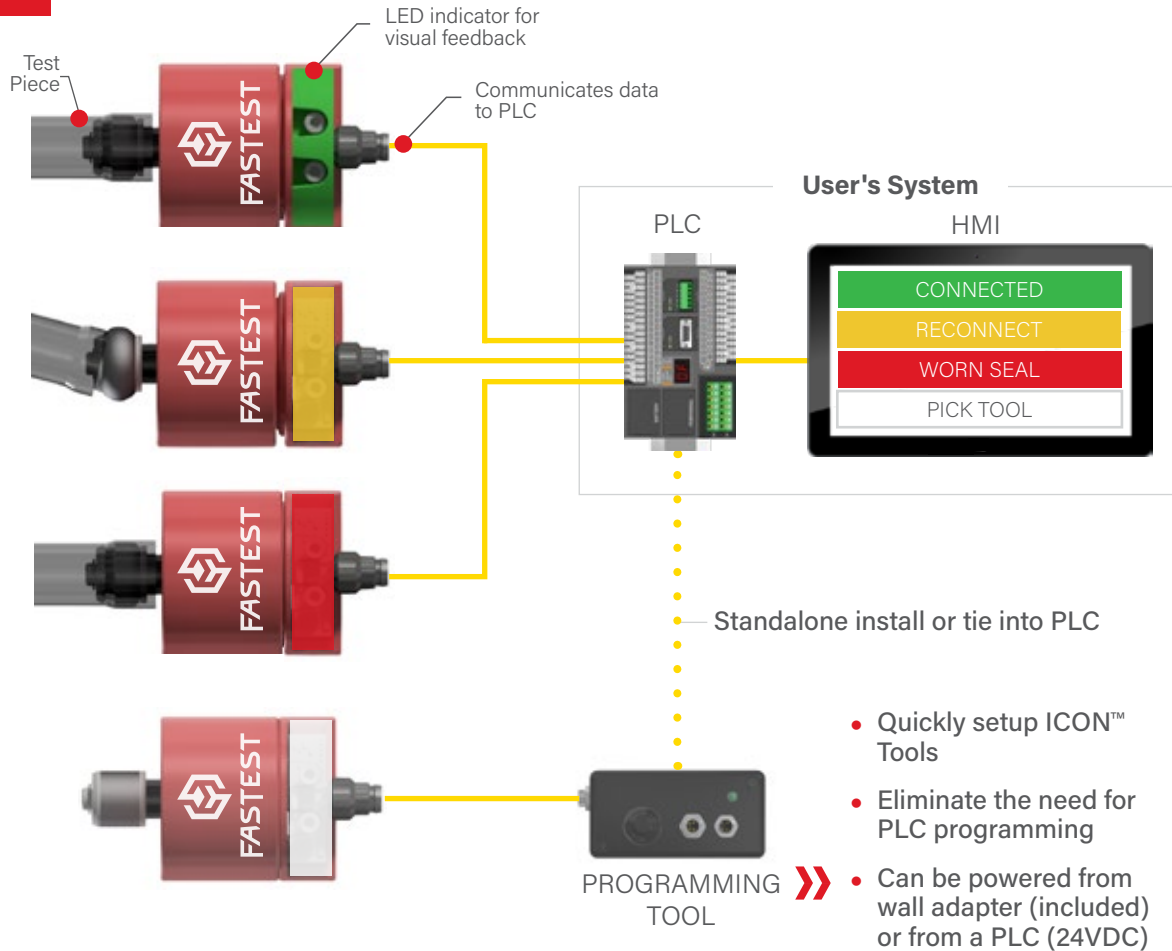 LED indicator for
visual feedback
Test
Piece
Communicates data
to PLC
FASTEST
User's System
PLC
HMI
CONNECTED
RECONNECT
WORN SEAL
PICK TOOL
FASTEST
FASTEST
Standalone install or tie into PLC
FASTEST
PROGRAMMING
TOOL
• Quickly setup ICON™
Tools
• Eliminate the need for
PLC programming
• Can be powered from
wall adapter (included)
or from a PLC (24VDC)